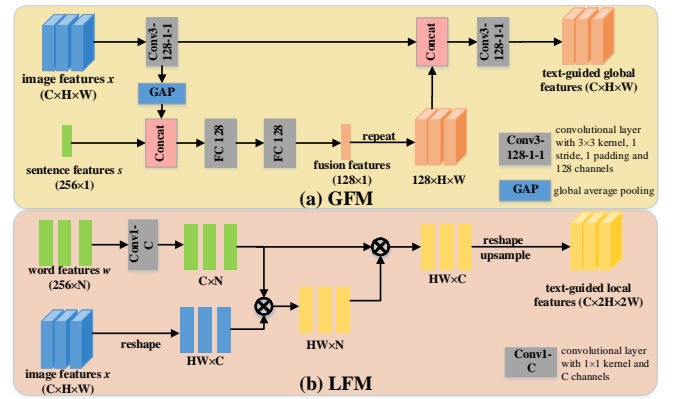 Conv3-
128-1-1
Concat
Conv3-
128-1-1
image features x
(C×H×W)
text-guided global
features (C×H×W)
GAP
Concat
FC 128
FC 128
repeat
sentence features s
(256×1)
fusion features
(128×1)
128×H×W
Conv3-
128-1-1
convolutional layer
with 3×3 kernel, 1
stride, 1 padding and
128 channels
GAP
global average pooling
(a) GFM
Conv1-
C
word features w
(256×N)
C×N
HW×C
reshape
upsample
text-guided local
features (C×2H×2W)
HW×N
reshape
HW×C
image features x
(C×H×W)
Conv1-
C
convolutional layer
with 1×1 kernel and
C channels
(b) LFM